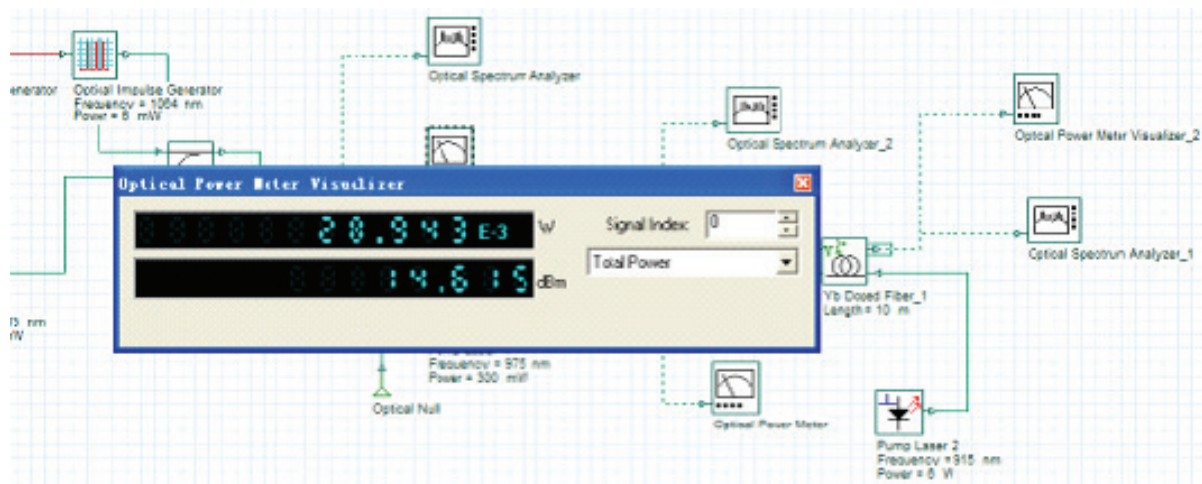 Optical Spectrum Analyzer
enerator
Optical Impulse Generator
Frequency = 1064 nm
Power = 6 mW
Optical Spectrum Analyzer_2
Optical Power Meter Visualizer_2
Optical Power Meter Visualizer
28.943 E-3 W
Signal Index: 0
14.615 dBm
Total Power
Optical Spectrum Analyzer_1
Yb Doped Fiber_1
Length = 10 m
75 nm
Frequency = 975 nm
Power = 300 mW
Optical Null
Optical Power Meter
Pump Laser 2
Frequency =915 nm
Power = 6 W